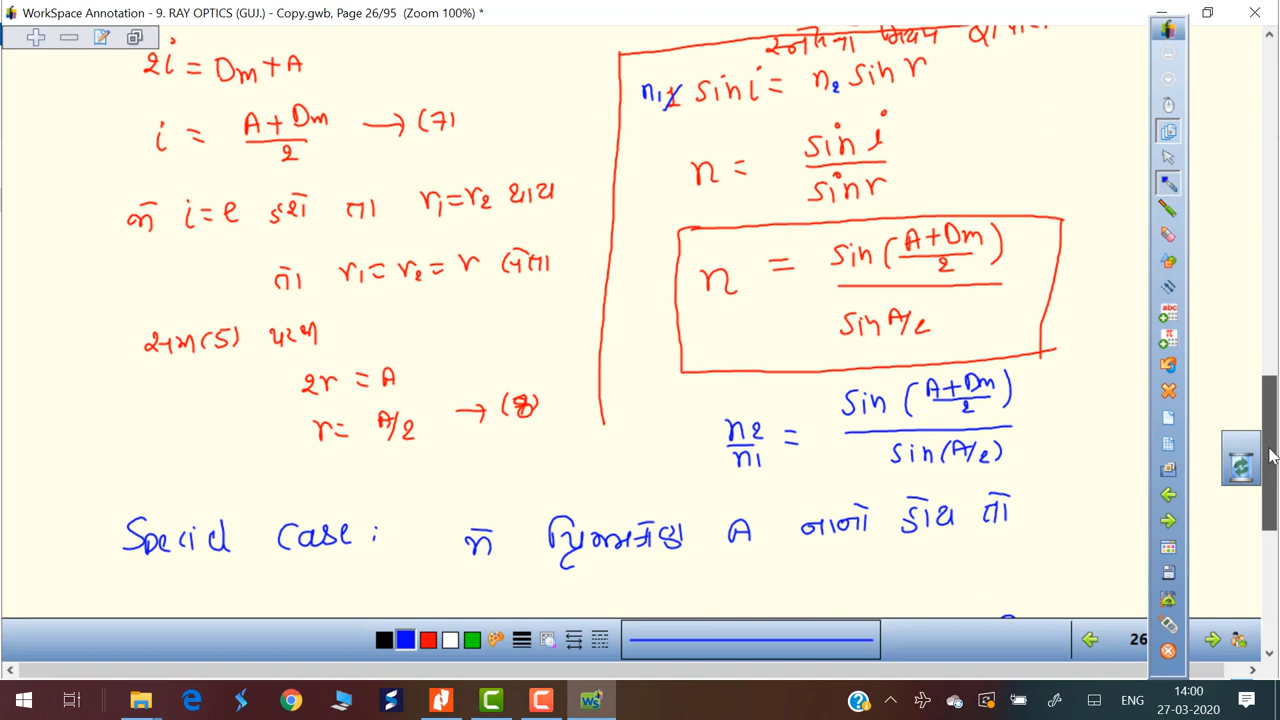 WorkSpace Annotation - 9. RAY OPTICS (GUJ.) - Copy.gwb, Page 26/95 (Zoom 100%) *
2i = Dm + A
i = (A + Dm)/2 → (7)
જો i = e હશે તો r1 = r2 થાય
તો r1 = r2 = r લેતા
સમી(5) પરથી
2r = A
r = A/2 → (8)
n1 sin i = n2 sin r
n = sin i / sin r
n = sin((A + Dm)/2) / sin A/2
n2/n1 = sin((A + Dm)/2) / sin(A/2)
Special Case : જો પ્રિઝમકોણ A નાનો હોય તો
26
ENG
14:00
27-03-2020